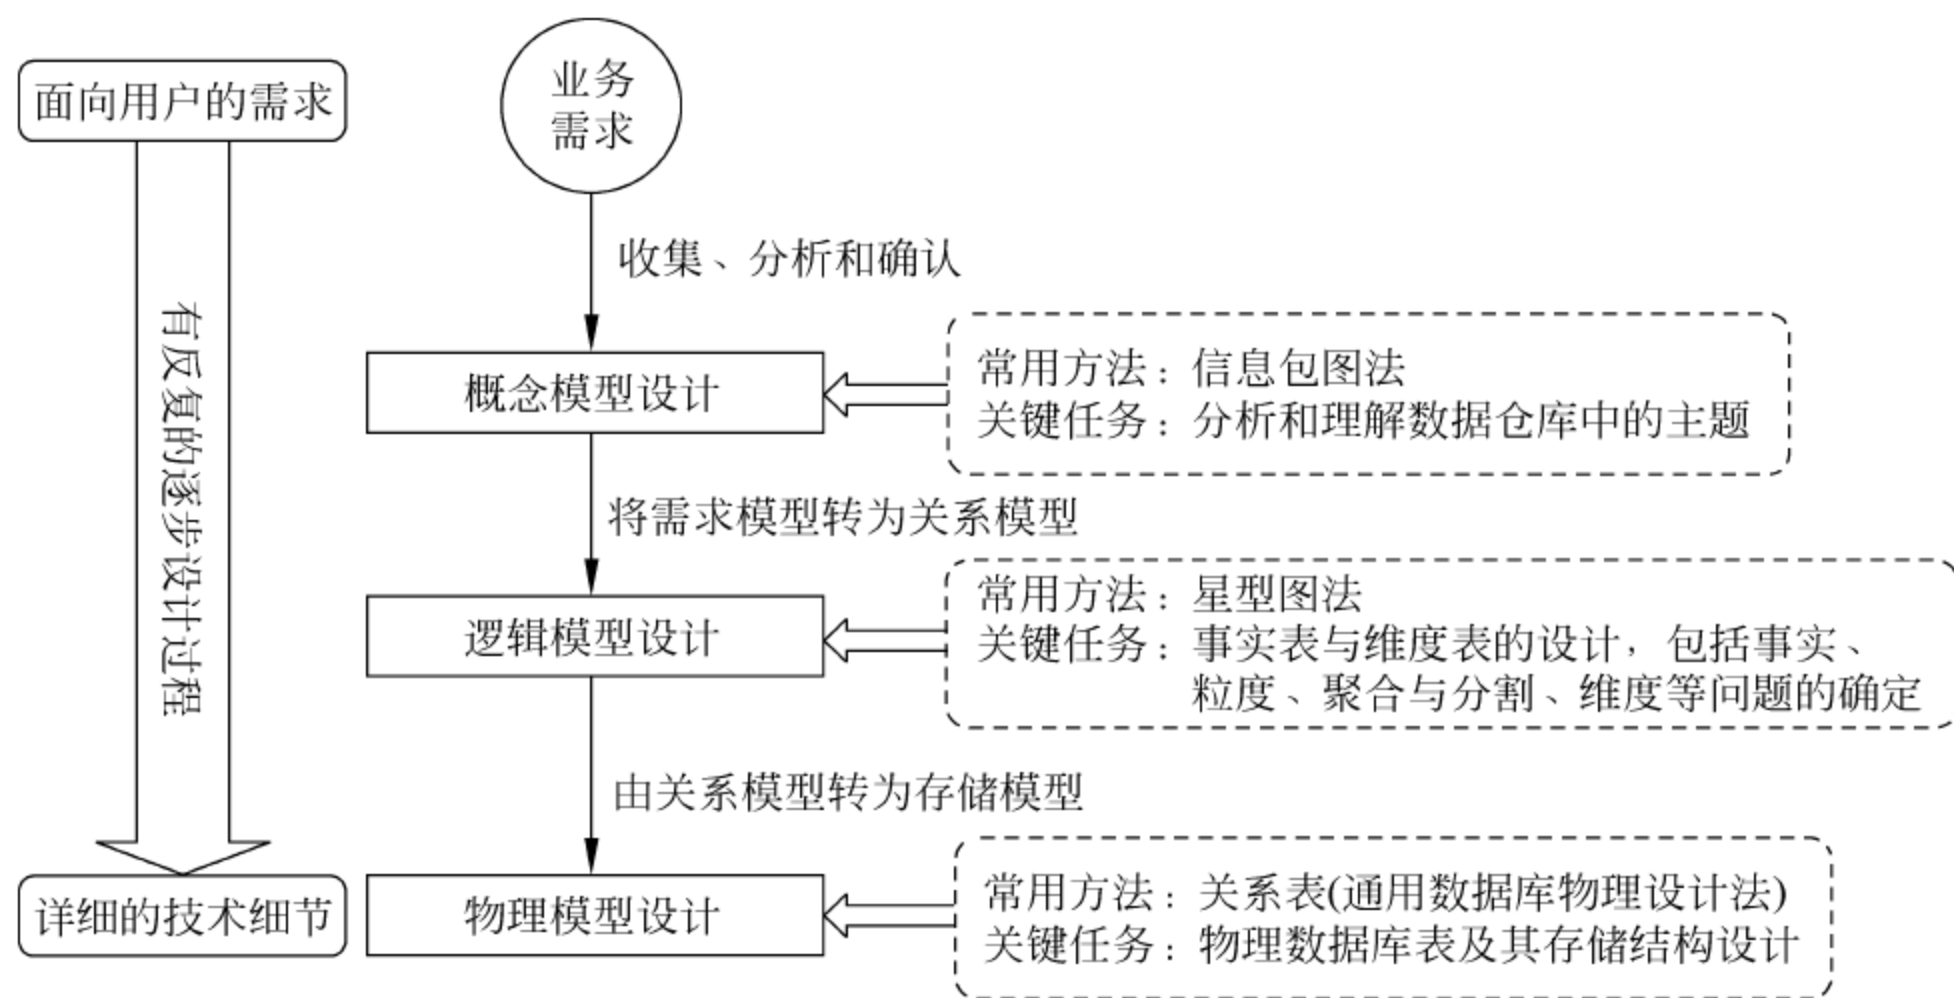 面向用户的需求
业务
需求
收集、分析和确认
有反复的逐步设计过程
概念模型设计
常用方法：信息包图法
关键任务：分析和理解数据仓库中的主题
将需求模型转为关系模型
逻辑模型设计
常用方法：星型图法
关键任务：事实表与维度表的设计，包括事实、
粒度、聚合与分割、维度等问题的确定
由关系模型转为存储模型
详细的技术细节
物理模型设计
常用方法：关系表(通用数据库物理设计法)
关键任务：物理数据库表及其存储结构设计